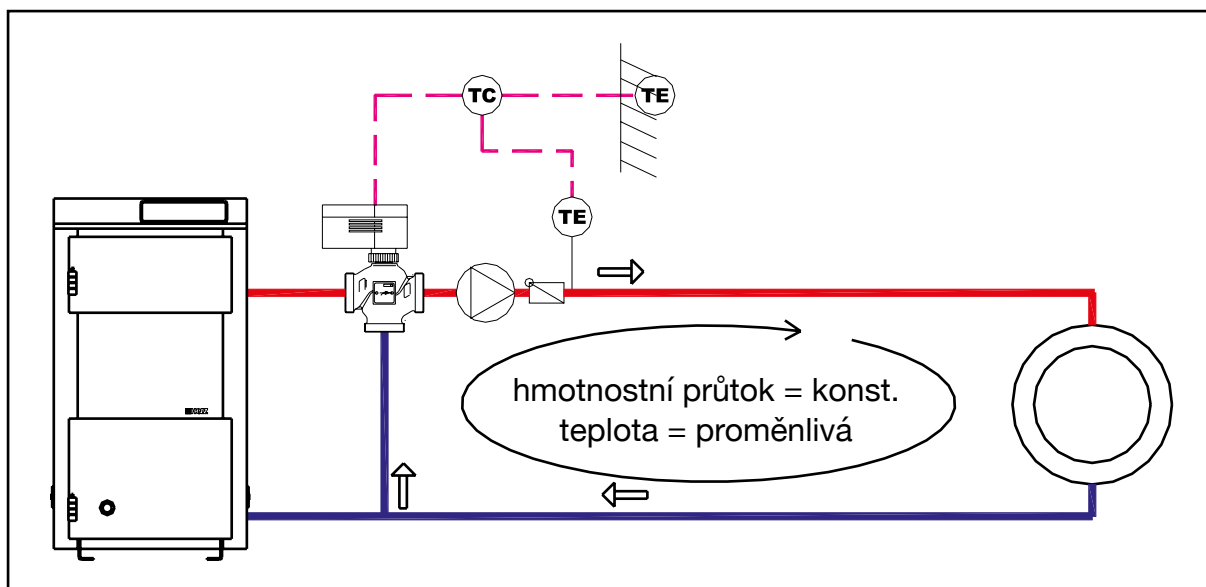 TC
TE
TE
hmotnostní průtok = konst.
teplota = proměnlivá